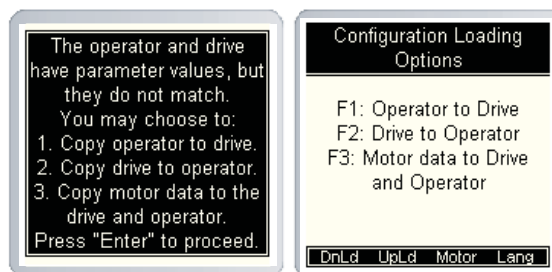 The operator and drive
have parameter values, but
they do not match.
You may choose to:
1. Copy operator to drive.
2. Copy drive to operator.
3. Copy motor data to the
drive and operator.
Press "Enter" to proceed.
Configuration Loading
Options
F1: Operator to Drive
F2: Drive to Operator
F3: Motor data to Drive
and Operator
DnLd UpLd Motor Lang